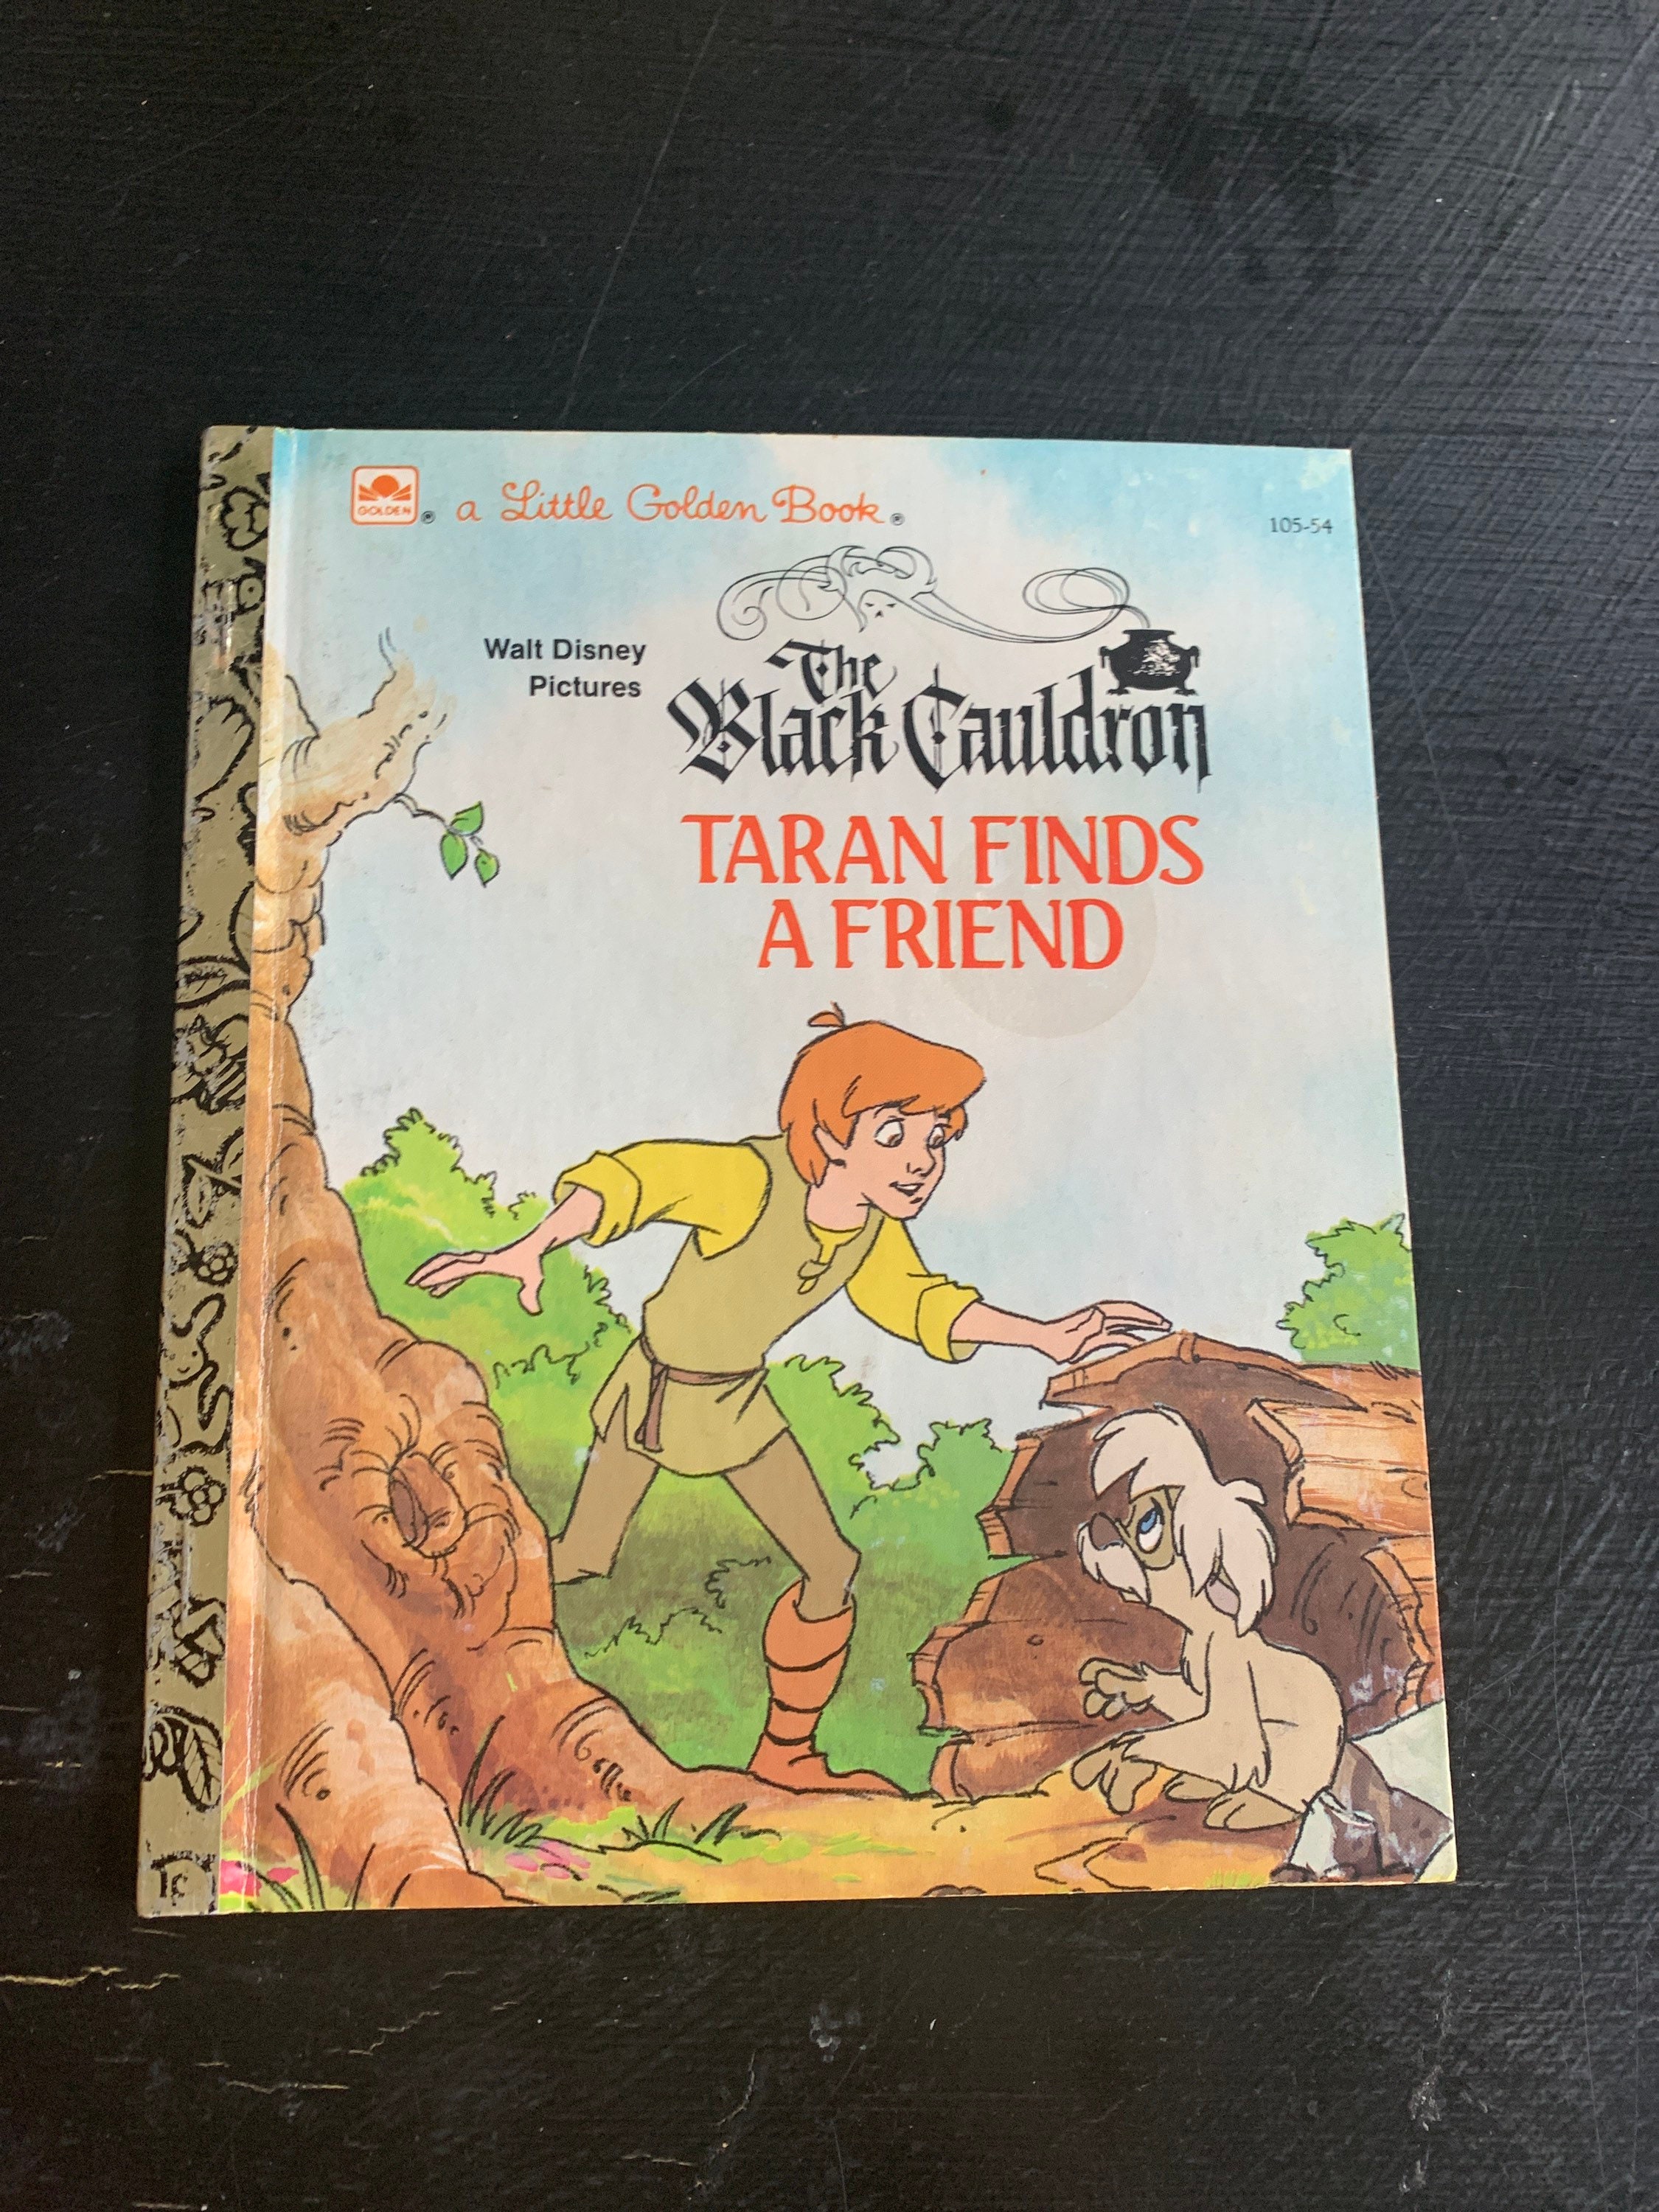 GOLDEN®
a Little Golden Book®
105-54
Walt Disney
Pictures
The
Black Cauldron
TARAN FINDS
A FRIEND